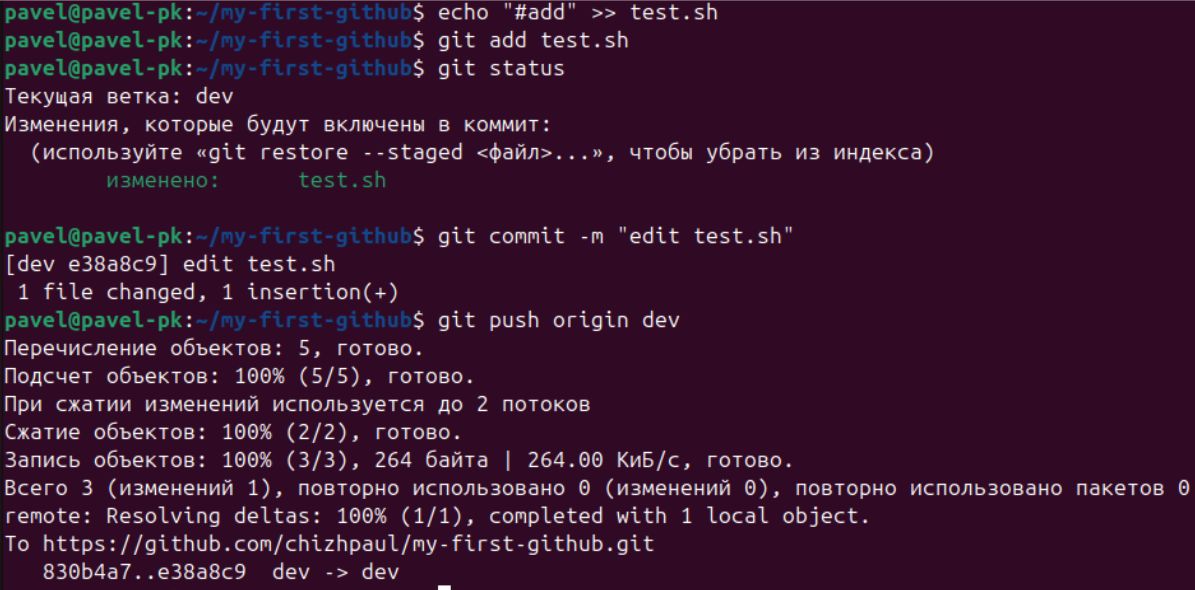 pavel@pavel-pk:~/my-first-github$ echo "#add" >> test.sh
pavel@pavel-pk:~/my-first-github$ git add test.sh
pavel@pavel-pk:~/my-first-github$ git status
Текущая ветка: dev
Изменения, которые будут включены в коммит:
  (используйте «git restore --staged <файл>...», чтобы убрать из индекса)
        изменено:      test.sh
pavel@pavel-pk:~/my-first-github$ git commit -m "edit test.sh"
[dev e38a8c9] edit test.sh
 1 file changed, 1 insertion(+)
pavel@pavel-pk:~/my-first-github$ git push origin dev
Перечисление объектов: 5, готово.
Подсчет объектов: 100% (5/5), готово.
При сжатии изменений используется до 2 потоков
Сжатие объектов: 100% (2/2), готово.
Запись объектов: 100% (3/3), 264 байта | 264.00 КиБ/с, готово.
Всего 3 (изменений 1), повторно использовано 0 (изменений 0), повторно использовано пакетов 0
remote: Resolving deltas: 100% (1/1), completed with 1 local object.
To https://github.com/chizhpaul/my-first-github.git
   830b4a7..e38a8c9  dev -> dev